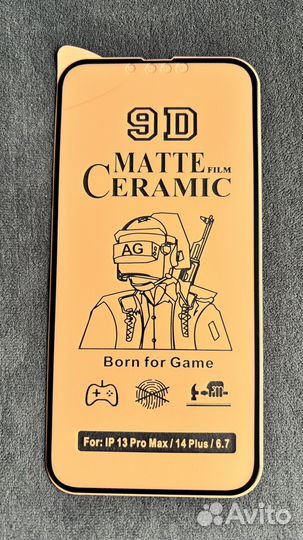 9D
MATTE FILM
CERAMIC
AG
Born for Game
For: IP 13 Pro Max / 14 Plus / 6.7
Avito